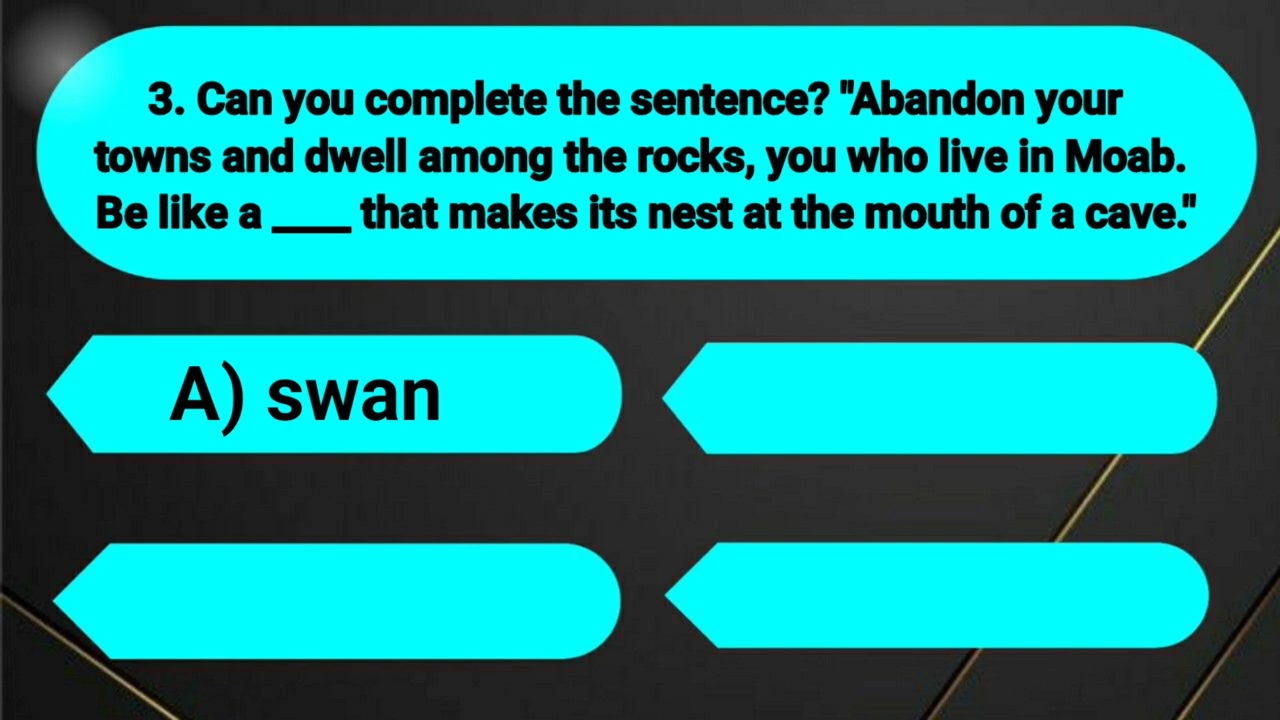 3. Can you complete the sentence? "Abandon your
towns and dwell among the rocks, you who live in Moab.
Be like a ____ that makes its nest at the mouth of a cave."
A) swan